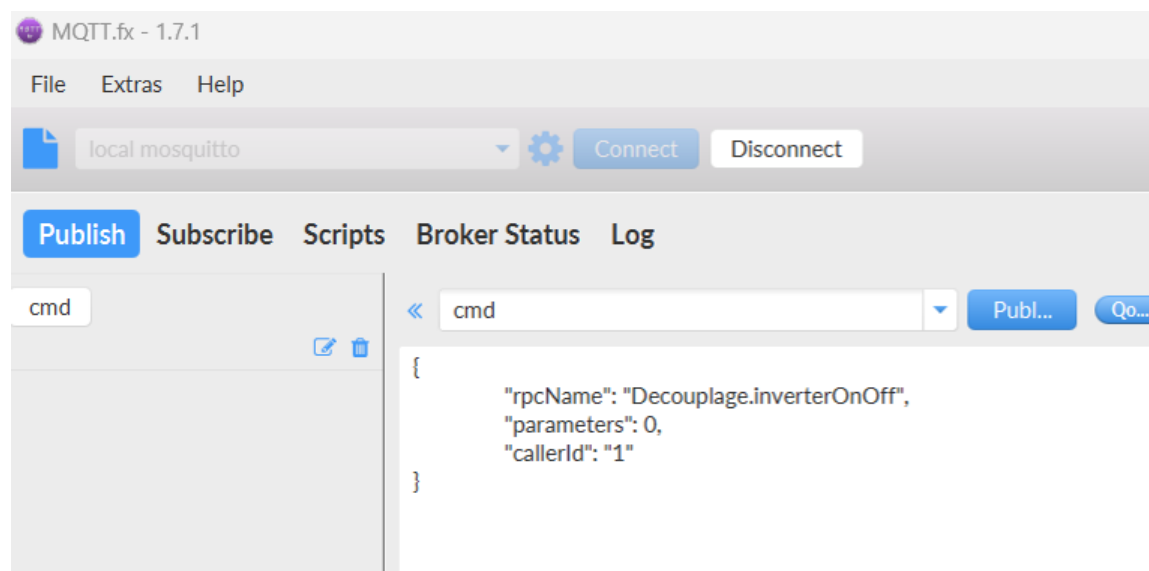 MQTT.fx - 1.7.1
File Extras Help
local mosquitto Connect Disconnect
Publish Subscribe Scripts Broker Status Log
cmd
cmd Publ... Qo...
{
"rpcName": "Decouplage.inverterOnOff",
"parameters": 0,
"callerId": "1"
}